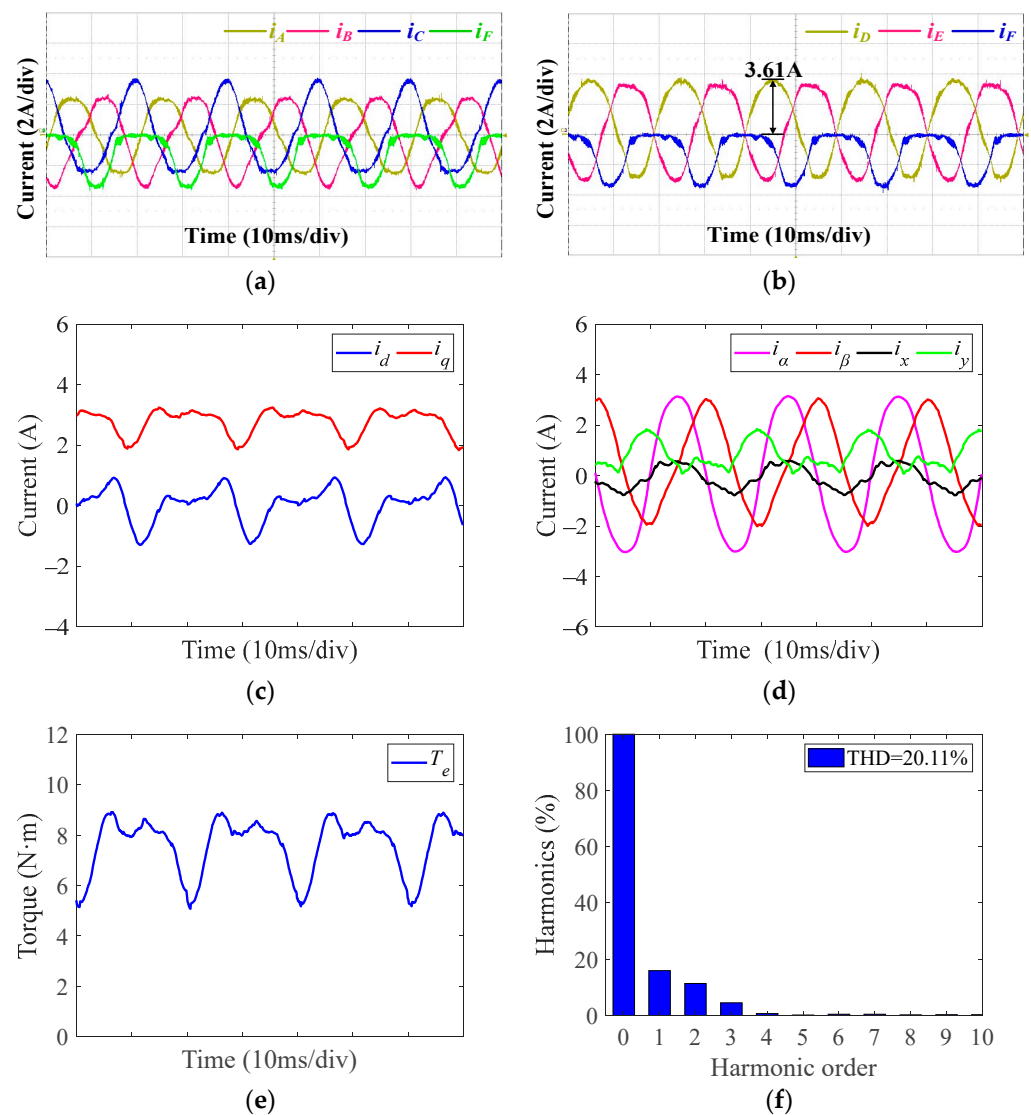 i_A i_B i_C i_F
Current (2A/div)
Time (10ms/div)
(a)
i_D i_E i_F
3.61A
Current (2A/div)
Time (10ms/div)
(b)
i_d i_q
6
4
2
0
–2
–4
Current (A)
Time (10ms/div)
(c)
i_α i_β i_x i_y
6
4
2
0
–2
–4
–6
Current (A)
Time (10ms/div)
(d)
T_e
12
10
8
6
4
2
0
Torque (N·m)
Time (10ms/div)
(e)
THD=20.11%
100
80
60
40
20
0
Harmonics (%)
0 1 2 3 4 5 6 7 8 9 10
Harmonic order
(f)